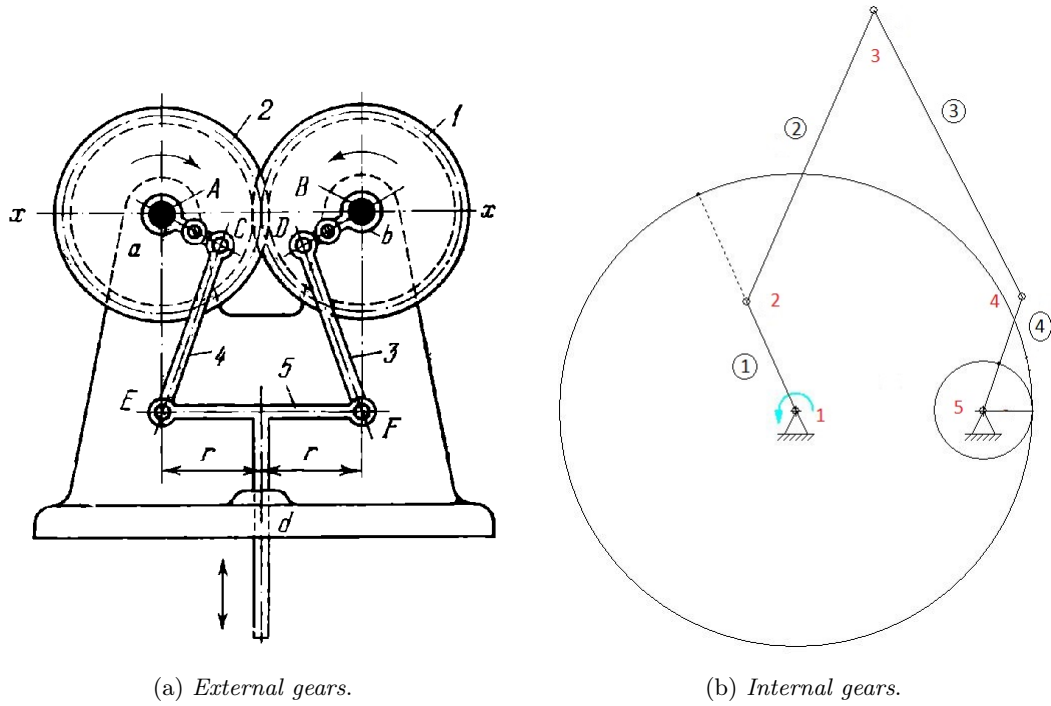 2
1
A
B
x
x
C
D
a
b
4
3
E
5
F
r
r
d
3
③
②
4
2
④
①
5
1
(a) External gears.
(b) Internal gears.